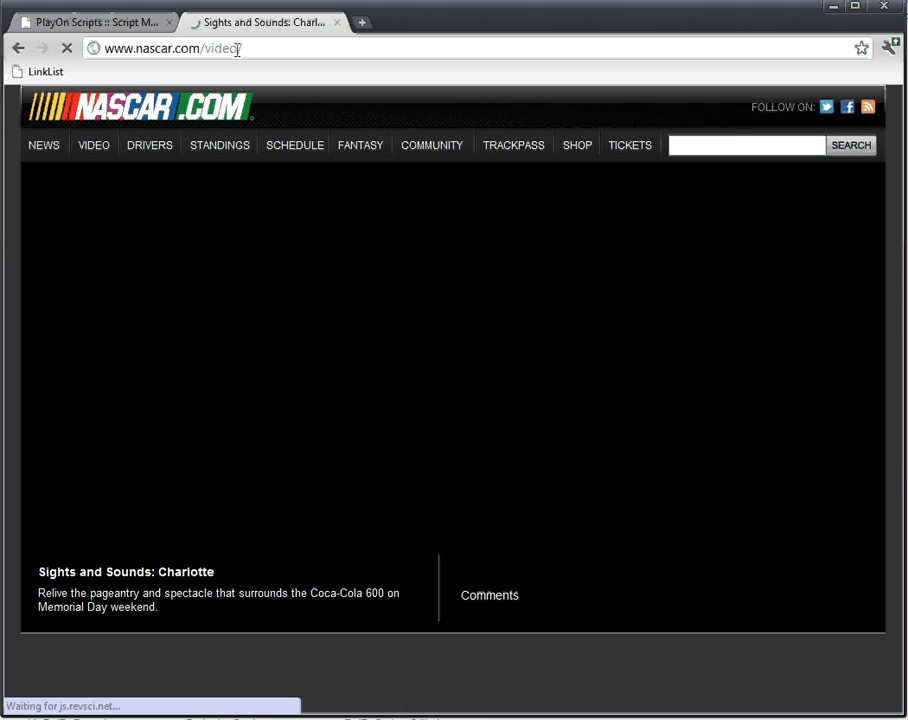 PlayOn Scripts :: Script M...
Sights and Sounds: Charl...
www.nascar.com/video/
LinkList
NASCAR.COM
FOLLOW ON:
NEWS VIDEO DRIVERS STANDINGS SCHEDULE FANTASY COMMUNITY TRACKPASS SHOP TICKETS SEARCH
Sights and Sounds: Charlotte
Relive the pageantry and spectacle that surrounds the Coca-Cola 600 on
Memorial Day weekend.
Comments
Waiting for js.revsci.net...